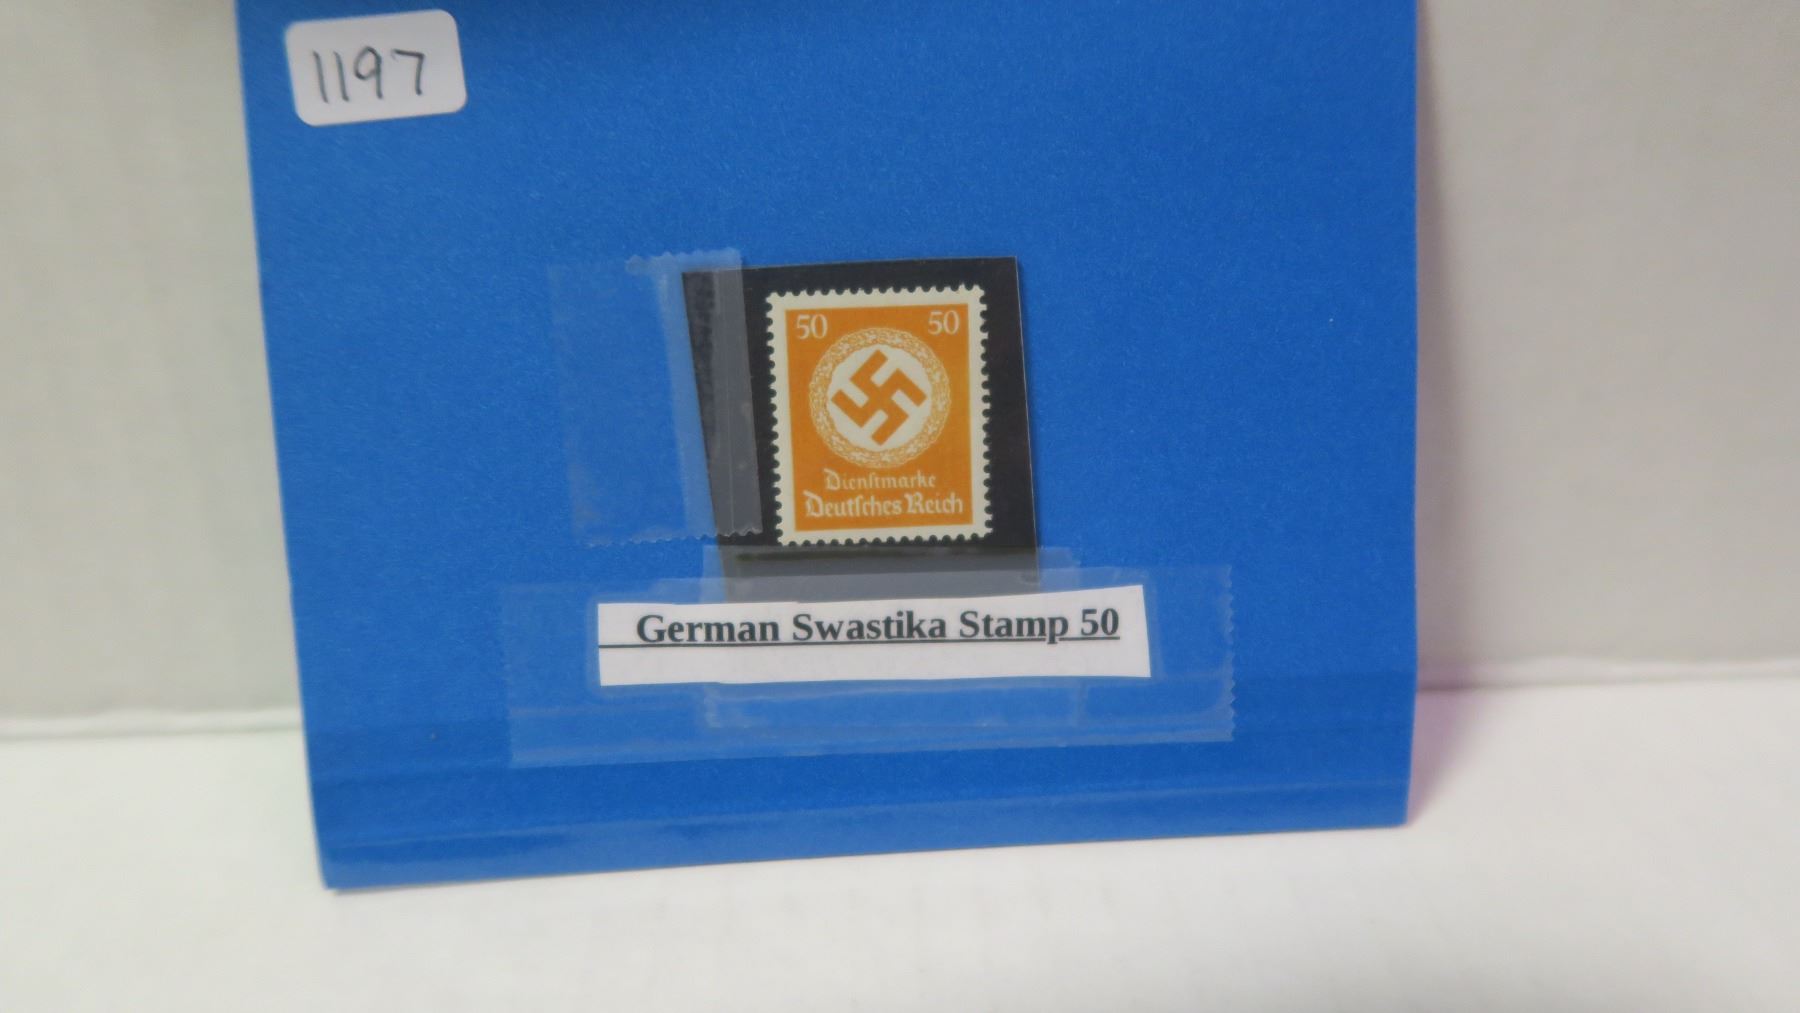 1197
50 50
Dienſtmarke
Deutſches Reich
German Swastika Stamp 50